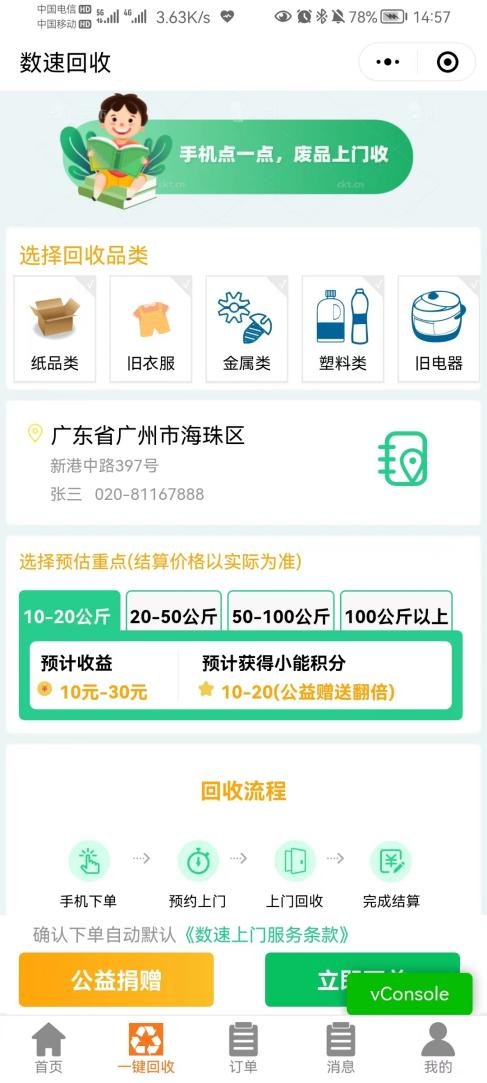 中国电信HD 5G 4G 3.63K/s 78% 14:57
中国移动HD
数速回收
手机点一点，废品上门收
ckt.cn ckt.cn
选择回收品类
纸品类 旧衣服 金属类 塑料类 旧电器
广东省广州市海珠区
新港中路397号
张三 020-81167888
选择预估重点(结算价格以实际为准)
10-20公斤 20-50公斤 50-100公斤 100公斤以上
预计收益 预计获得小能积分
10元-30元 10-20(公益赠送翻倍)
回收流程
手机下单 预约上门 上门回收 完成结算
确认下单自动默认《数速上门服务条款》
公益捐赠 立即
vConsole
首页 一键回收 订单 消息 我的